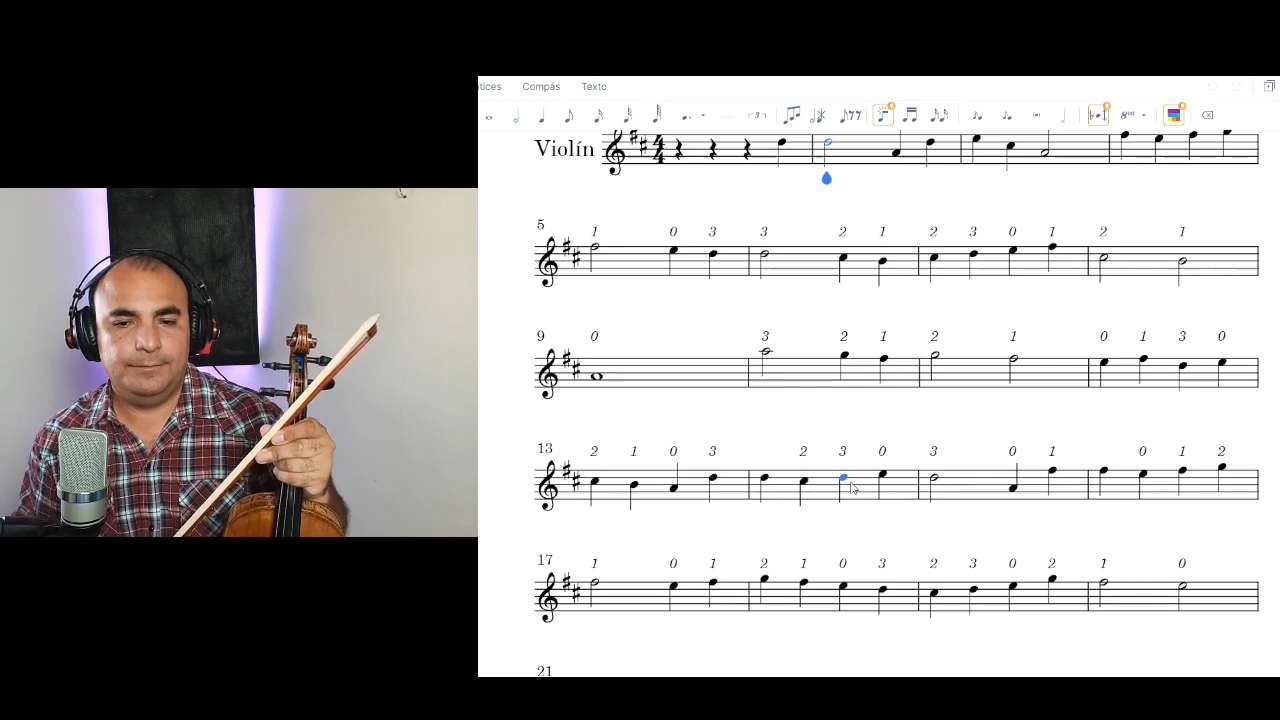 Compás Texto
Violín
5
1 0 3 3 2 1 2 3 0 1 2 1
9
0 3 2 1 2 1 0 1 3 0
13
2 1 0 3 2 3 0 3 0 1 0 1 2
17
1 0 1 2 1 0 3 2 3 0 2 1 0
21